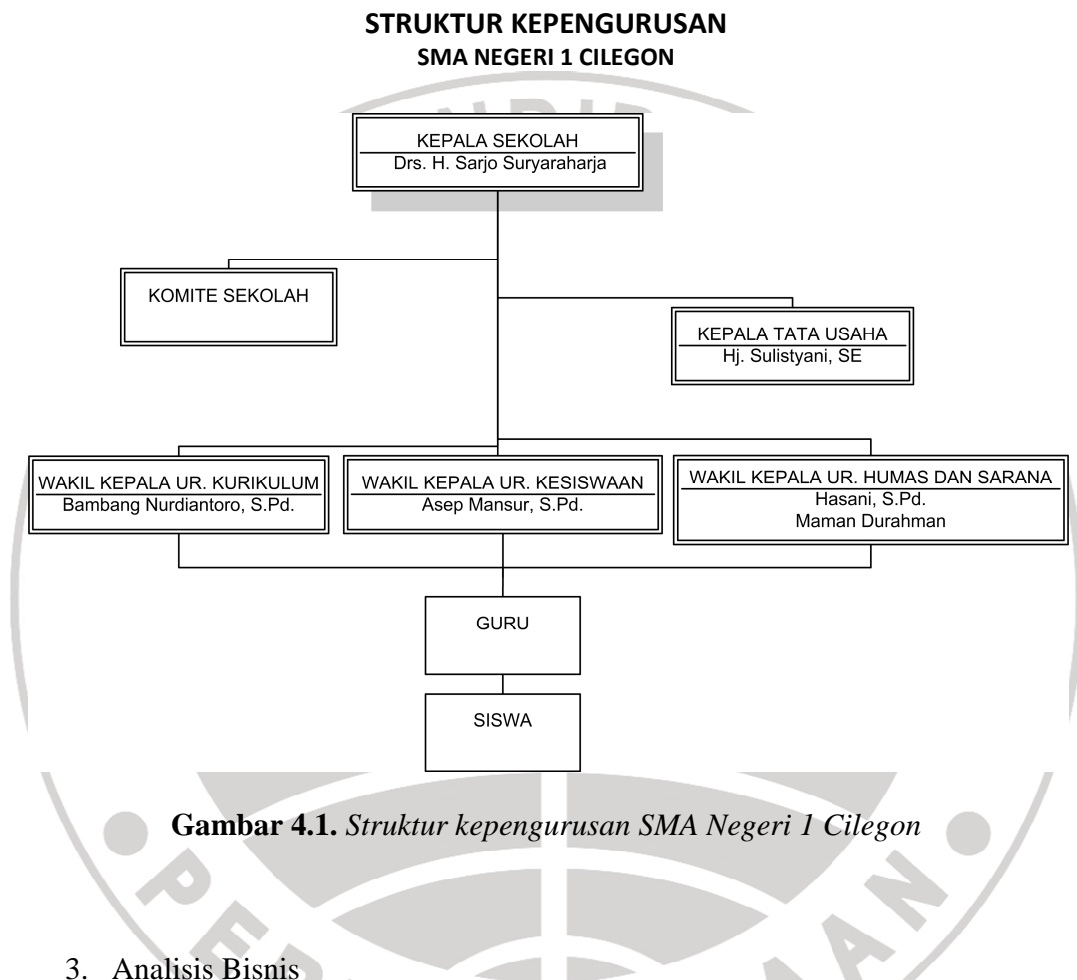 STRUKTUR KEPENGURUSAN
SMA NEGERI 1 CILEGON
KEPALA SEKOLAH
Drs. H. Sarjo Suryaraharja
KOMITE SEKOLAH
KEPALA TATA USAHA
Hj. Sulistyani, SE
WAKIL KEPALA UR. KURIKULUM
Bambang Nurdiantoro, S.Pd.
WAKIL KEPALA UR. KESISWAAN
Asep Mansur, S.Pd.
WAKIL KEPALA UR. HUMAS DAN SARANA
Hasani, S.Pd.
Maman Durahman
GURU
SISWA
Gambar 4.1. Struktur kepengurusan SMA Negeri 1 Cilegon
3. Analisis Bisnis